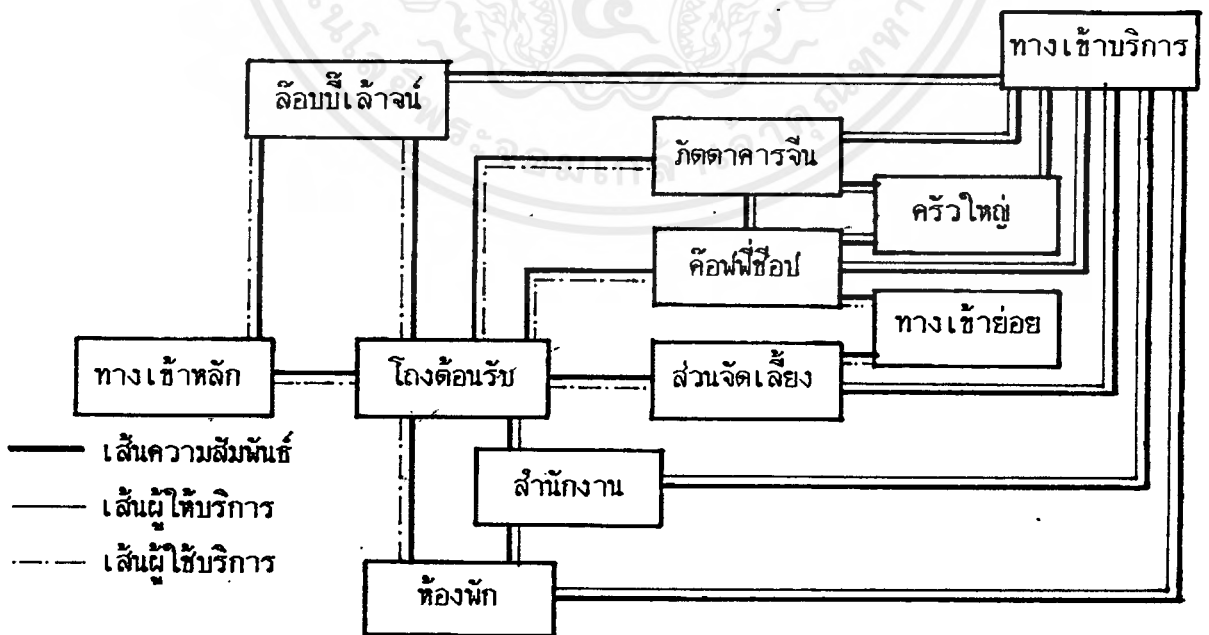 ทางเข้าบริการ
ล๊อบบี้เล้าจน์
ภัตตาคารจีน
ครัวใหญ่
ค๊อฟฟี่ช๊อป
ทางเข้าย่อย
ทางเข้าหลัก
โถงต้อนรับ
ส่วนจัดเลี้ยง
เส้นความสัมพันธ์
สำนักงาน
เส้นผู้ให้บริการ
เส้นผู้ใช้บริการ
ห้องพัก